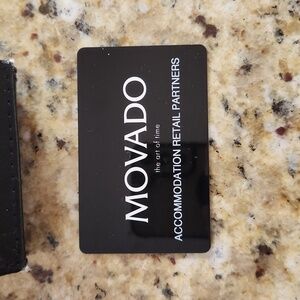 MOVADO
the art of time
ACCOMMODATION RETAIL PARTNERS